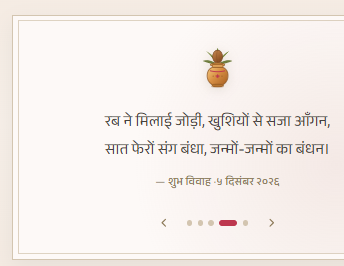 रब ने मिलाई जोड़ी, खुशियों से सजा आँगन,
सात फेरों संग बंधा, जन्मों-जन्मों का बंधन।
— शुभ विवाह ·५ दिसंबर २०२६